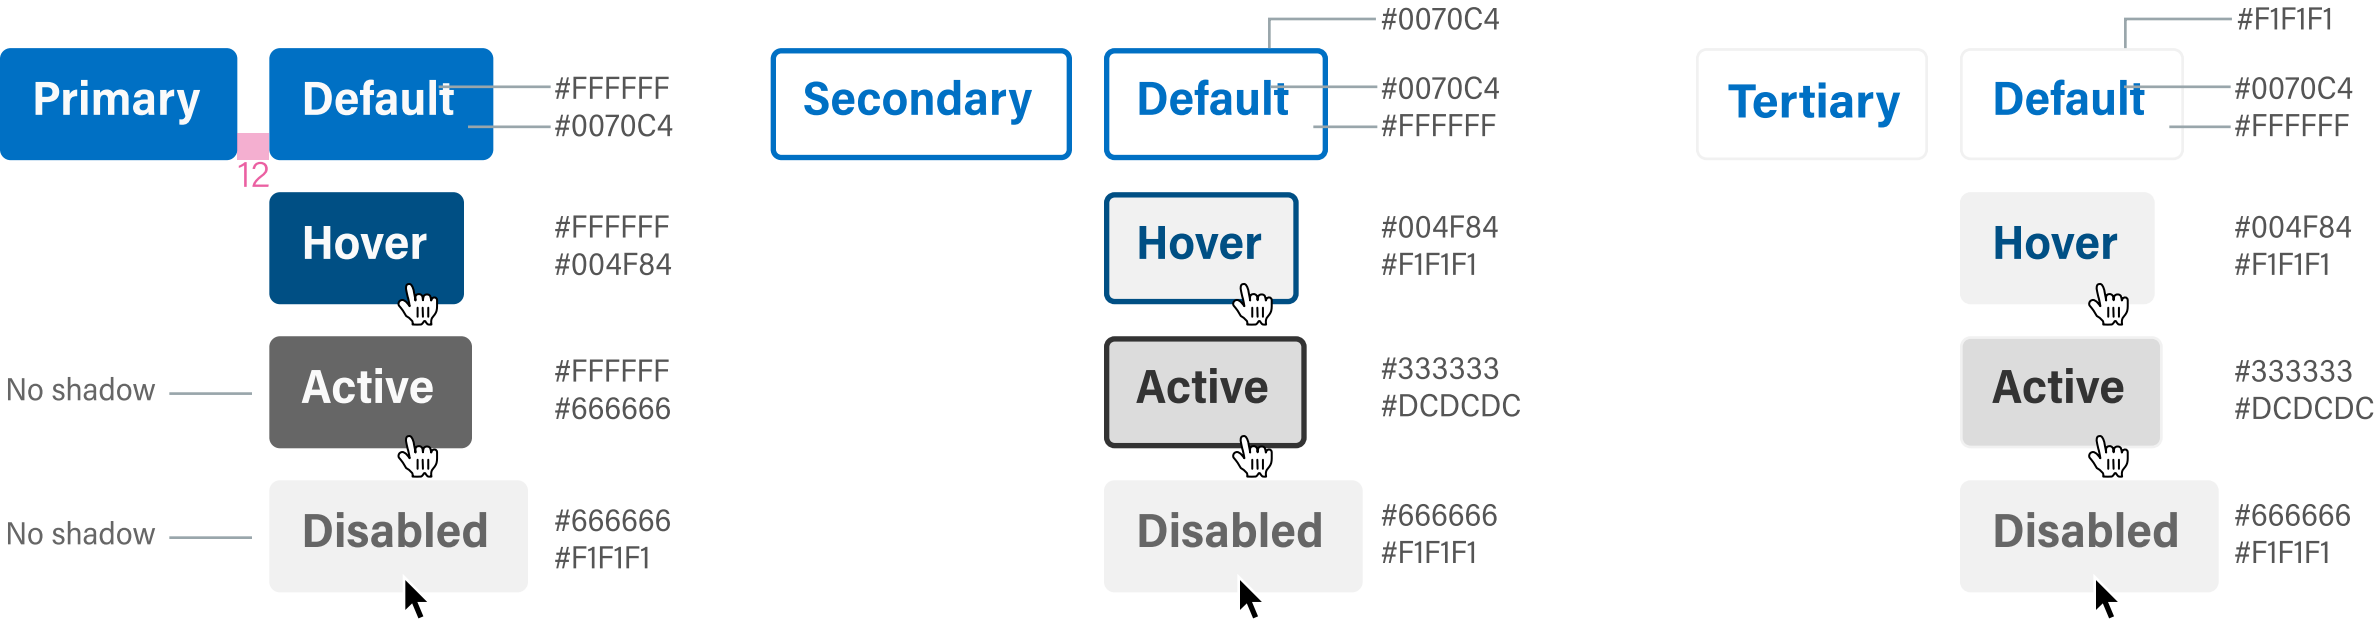 Primary
Default
#FFFFFF
#0070C4
12
Hover
#FFFFFF
#004F84
No shadow
Active
#FFFFFF
#666666
No shadow
Disabled
#666666
#F1F1F1
Secondary
Default
#0070C4
#0070C4
#FFFFFF
Hover
#004F84
#F1F1F1
Active
#333333
#DCDCDC
Disabled
#666666
#F1F1F1
Tertiary
Default
#F1F1F1
#0070C4
#FFFFFF
Hover
#004F84
#F1F1F1
Active
#333333
#DCDCDC
Disabled
#666666
#F1F1F1